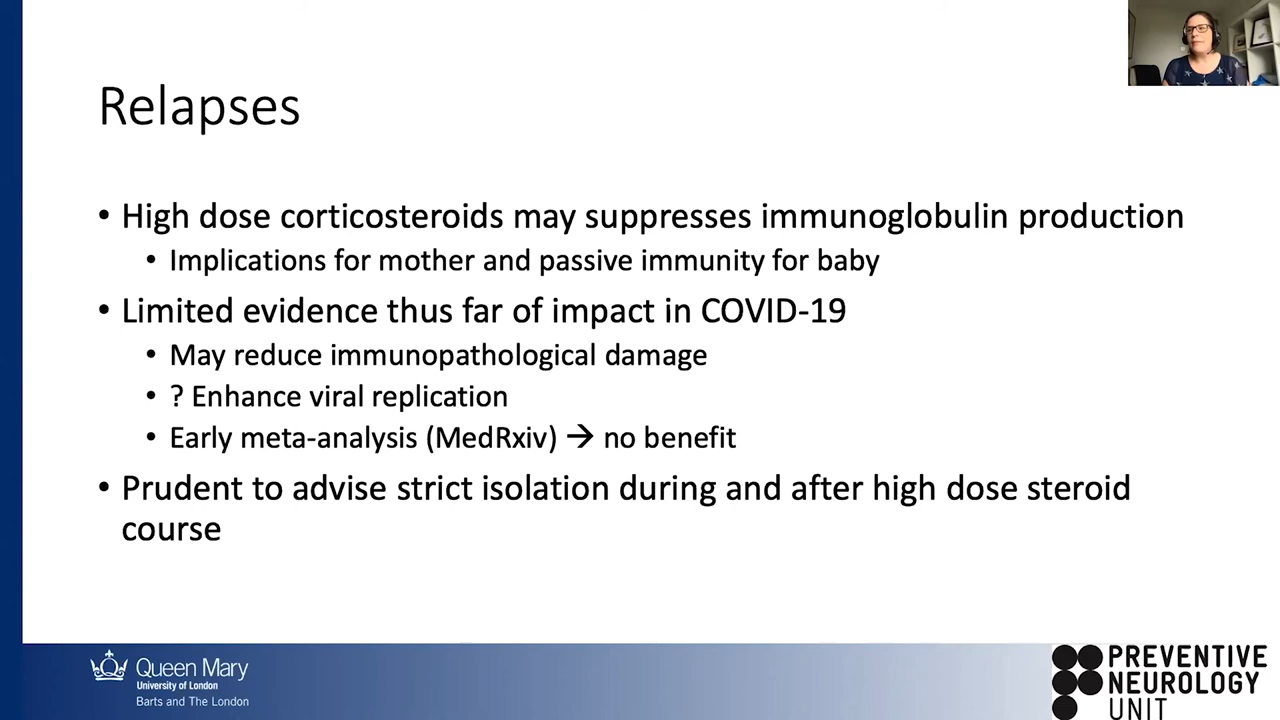 Relapses
• High dose corticosteroids may suppresses immunoglobulin production
• Implications for mother and passive immunity for baby
• Limited evidence thus far of impact in COVID-19
• May reduce immunopathological damage
• ? Enhance viral replication
• Early meta-analysis (MedRxiv) → no benefit
• Prudent to advise strict isolation during and after high dose steroid
course
Queen Mary
University of London
Barts and The London
PREVENTIVE
NEUROLOGY
UNIT